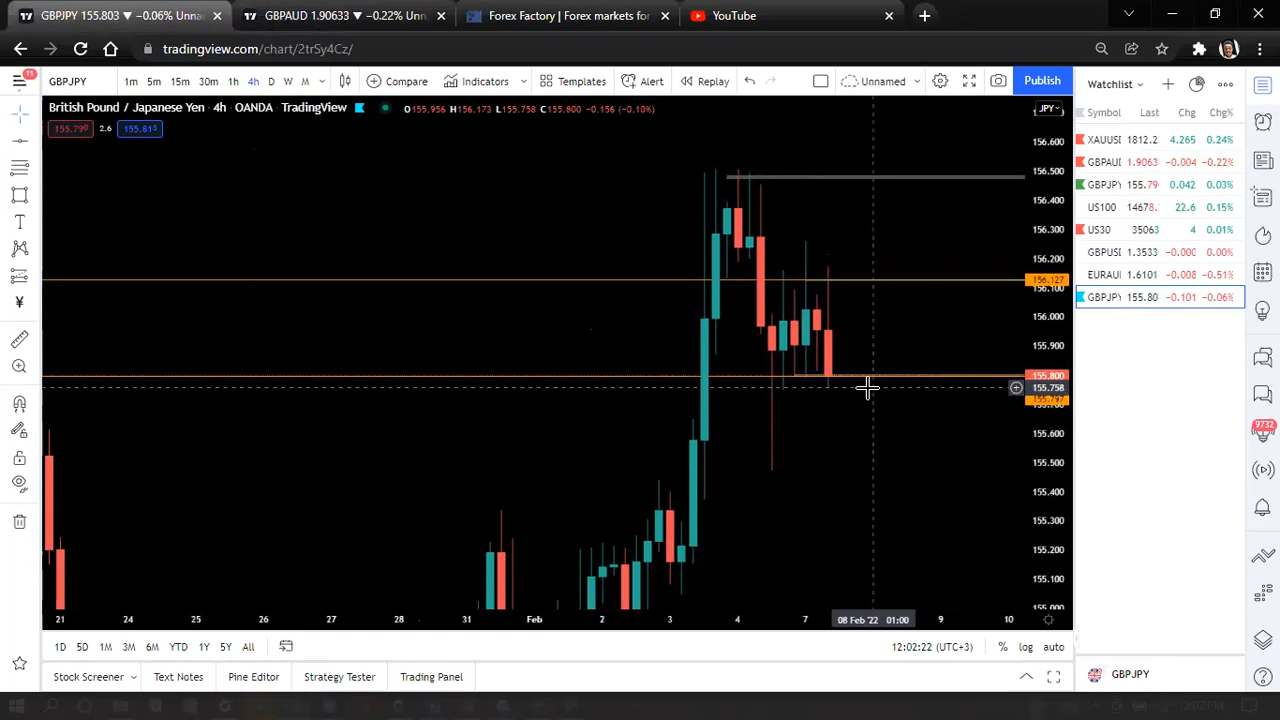 GBPJPY 155.803 ▼ −0.06% Unna
GBPAUD 1.90633 ▼ −0.22% Unna
Forex Factory | Forex markets for
YouTube
tradingview.com/chart/2trSy4Cz/
11
GBPJPY
1m 5m 15m 30m 1h 4h D W M
Compare
Indicators
Templates
Alert
Replay
Unnamed
Publish
Watchlist
British Pound / Japanese Yen · 4h · OANDA · TradingView
O155.956 H156.173 L155.758 C155.800 −0.156 (−0.10%)
JPY
155.790 2.6 155.815
Symbol Last Chg Chg%
XAUUSD 1812.2 4.265 0.24%
GBPAUD 1.90633 −0.004 −0.22%
GBPJPY 155.79 0.042 0.03%
US100 14678. 22.6 0.15%
US30 35063 4 0.01%
GBPUSD 1.3533 −0.000 0.00%
EURAU 1.6101 −0.008 −0.51%
GBPJPY 155.80 −0.101 −0.06%
156.600
156.500
156.400
156.300
156.200
156.127
156.100
156.000
155.900
155.800
155.758
155.797
155.600
155.500
155.400
155.300
155.200
155.100
155.000
9732
21 24 25 26 27 28 31 Feb 2 3 4 7 08 Feb '22 01:00 9 10
1D 5D 1M 3M 6M YTD 1Y 5Y All
12:02:22 (UTC+3) % log auto
Stock Screener Text Notes Pine Editor Strategy Tester Trading Panel
GBPJPY